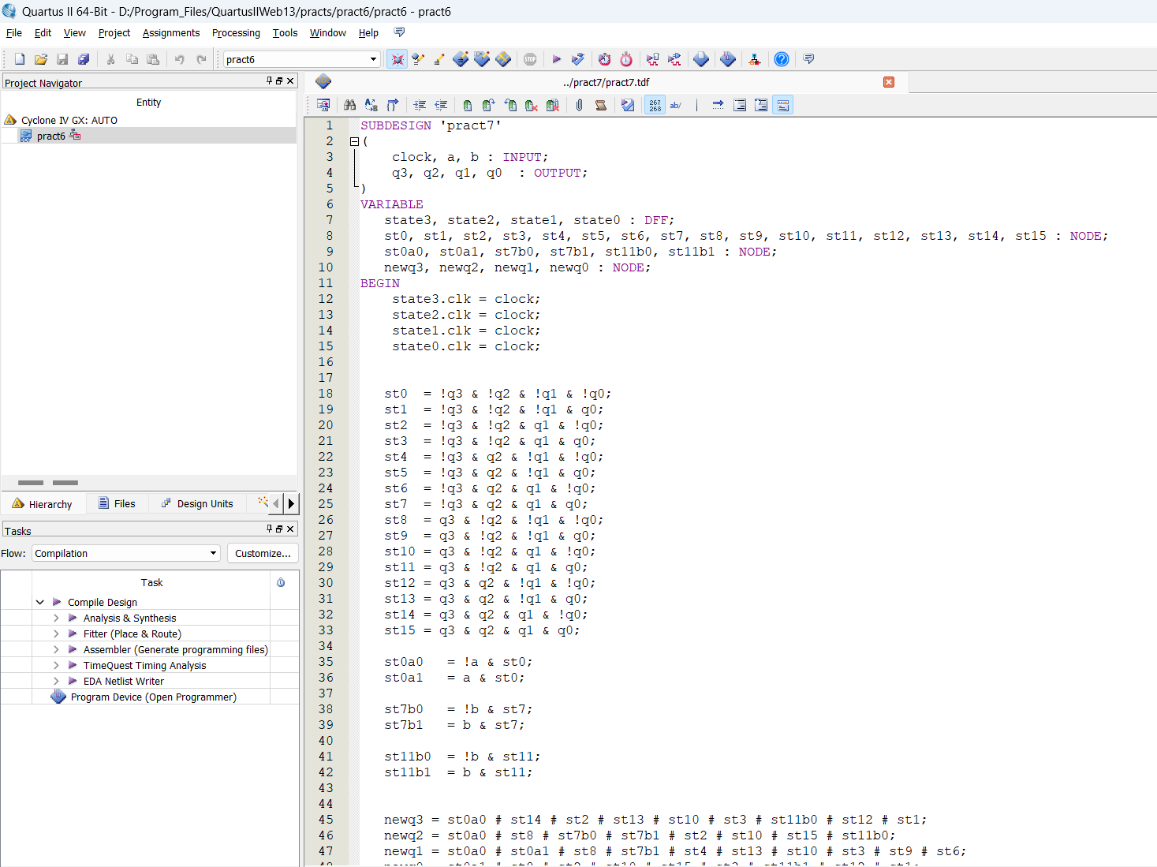 Quartus II 64-Bit - D:/Program_Files/QuartusIIWeb13/practs/pract6/pract6 - pract6
File Edit View Project Assignments Processing Tools Window Help
pract6
Project Navigator
Entity
Cyclone IV GX: AUTO
pract6
Hierarchy Files Design Units
Tasks
Flow: Compilation Customize...
Task
Compile Design
Analysis & Synthesis
Fitter (Place & Route)
Assembler (Generate programming files)
TimeQuest Timing Analysis
EDA Netlist Writer
Program Device (Open Programmer)
../pract7/pract7.tdf
267 268 ab/
1 SUBDESIGN 'pract7'
2 (
3 clock, a, b : INPUT;
4 q3, q2, q1, q0  : OUTPUT;
5 )
6 VARIABLE
7 state3, state2, state1, state0 : DFF;
8 st0, st1, st2, st3, st4, st5, st6, st7, st8, st9, st10, st11, st12, st13, st14, st15 : NODE;
9 st0a0, st0a1, st7b0, st7b1, st11b0, st11b1 : NODE;
10 newq3, newq2, newq1, newq0 : NODE;
11 BEGIN
12 state3.clk = clock;
13 state2.clk = clock;
14 state1.clk = clock;
15 state0.clk = clock;
16
17
18 st0  = !q3 & !q2 & !q1 & !q0;
19 st1  = !q3 & !q2 & !q1 & q0;
20 st2  = !q3 & !q2 & q1 & !q0;
21 st3  = !q3 & !q2 & q1 & q0;
22 st4  = !q3 & q2 & !q1 & !q0;
23 st5  = !q3 & q2 & !q1 & q0;
24 st6  = !q3 & q2 & q1 & !q0;
25 st7  = !q3 & q2 & q1 & q0;
26 st8  = q3 & !q2 & !q1 & !q0;
27 st9  = q3 & !q2 & !q1 & q0;
28 st10 = q3 & !q2 & q1 & !q0;
29 st11 = q3 & !q2 & q1 & q0;
30 st12 = q3 & q2 & !q1 & !q0;
31 st13 = q3 & q2 & !q1 & q0;
32 st14 = q3 & q2 & q1 & !q0;
33 st15 = q3 & q2 & q1 & q0;
34
35 st0a0   = !a & st0;
36 st0a1   = a & st0;
37
38 st7b0   = !b & st7;
39 st7b1   = b & st7;
40
41 st11b0  = !b & st11;
42 st11b1  = b & st11;
43
44
45 newq3 = st0a0 # st14 # st2 # st13 # st10 # st3 # st11b0 # st12 # st1;
46 newq2 = st0a0 # st8 # st7b0 # st7b1 # st2 # st10 # st15 # st11b0;
47 newq1 = st0a0 # st0a1 # st8 # st7b1 # st4 # st13 # st10 # st3 # st9 # st6;